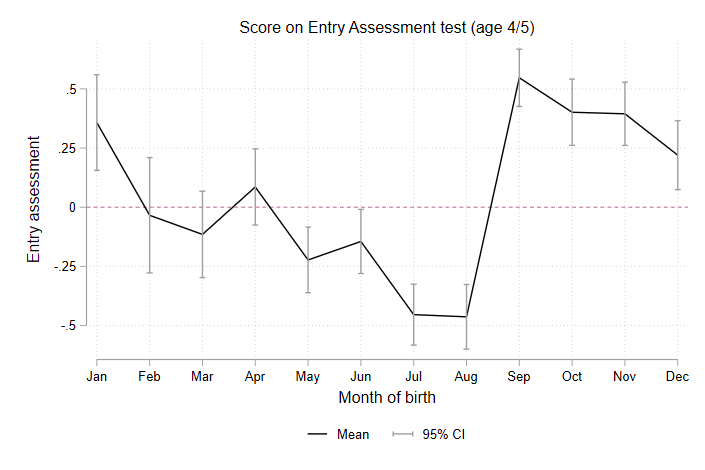 Score on Entry Assessment test (age 4/5)
Entry assessment
.5
.25
0
-.25
-.5
Jan Feb Mar Apr May Jun Jul Aug Sep Oct Nov Dec
Month of birth
Mean 95% CI